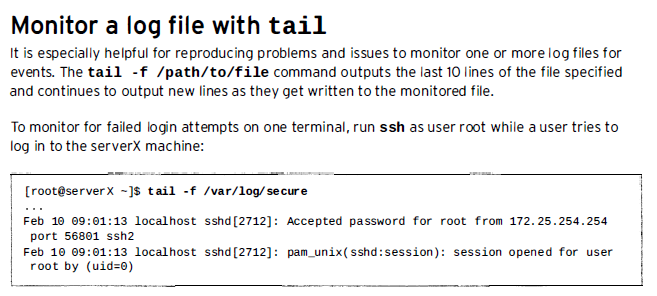 Monitor a log file with tail
It is especially helpful for reproducing problems and issues to monitor one or more log files for
events. The tail -f /path/to/file command outputs the last 10 lines of the file specified
and continues to output new lines as they get written to the monitored file.
To monitor for failed login attempts on one terminal, run ssh as user root while a user tries to
log in to the serverX machine:
[root@serverX ~]$ tail -f /var/log/secure
...
Feb 10 09:01:13 localhost sshd[2712]: Accepted password for root from 172.25.254.254
port 56801 ssh2
Feb 10 09:01:13 localhost sshd[2712]: pam_unix(sshd:session): session opened for user
root by (uid=0)